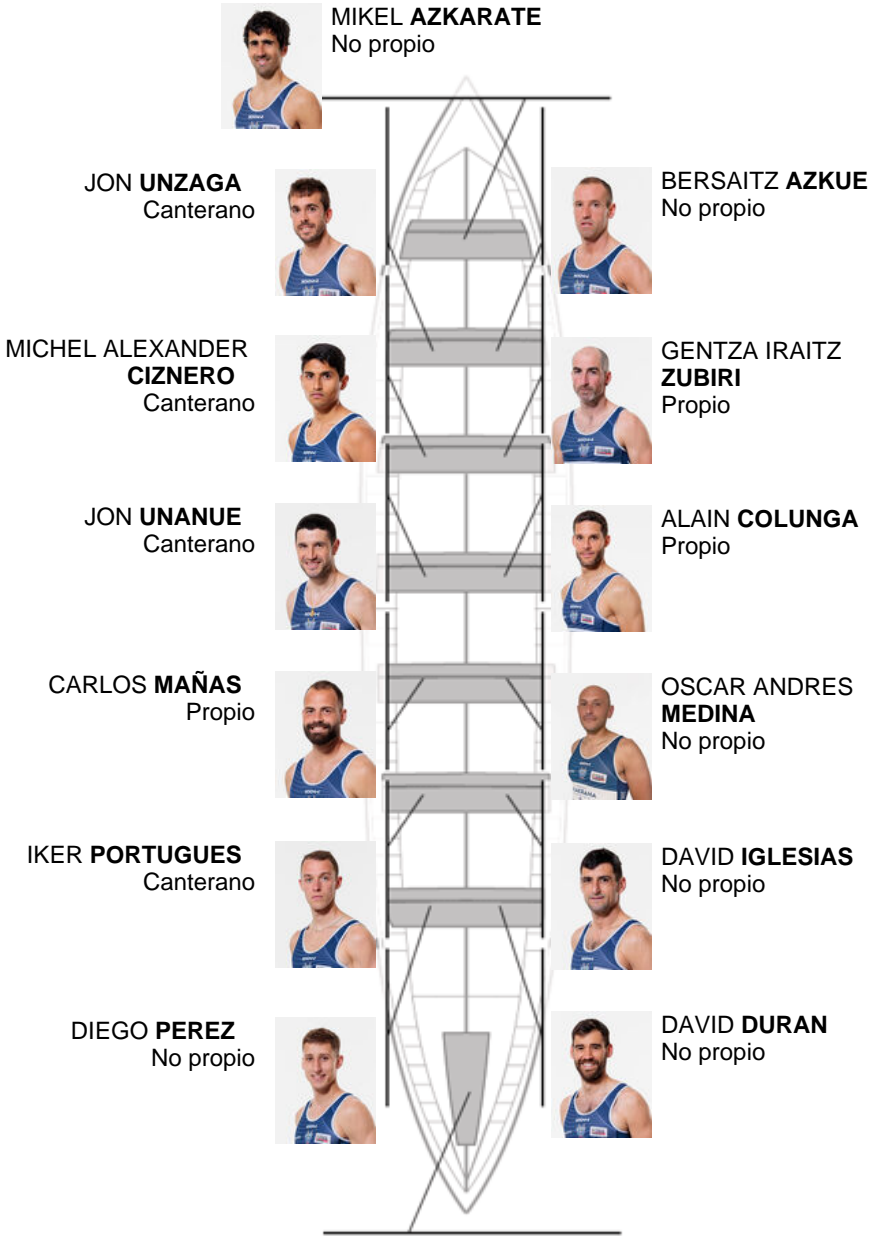 MIKEL AZKARATE
No propio
JON UNZAGA
Canterano
BERSAITZ AZKUE
No propio
MICHEL ALEXANDER
CIZNERO
Canterano
GENTZA IRAITZ
ZUBIRI
Propio
JON UNANUE
Canterano
ALAIN COLUNGA
Propio
CARLOS MAÑAS
Propio
OSCAR ANDRES
MEDINA
No propio
IKER PORTUGUES
Canterano
DAVID IGLESIAS
No propio
DIEGO PEREZ
No propio
DAVID DURAN
No propio